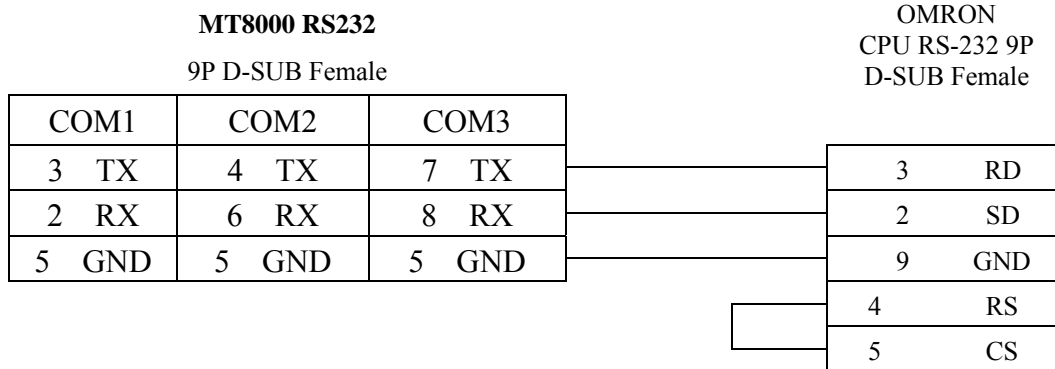 MT8000 RS232
9P D-SUB Female
OMRON
CPU RS-232 9P
D-SUB Female
COM1 COM2 COM3
3 TX 4 TX 7 TX 3 RD
2 RX 6 RX 8 RX 2 SD
5 GND 5 GND 5 GND 9 GND
4 RS
5 CS